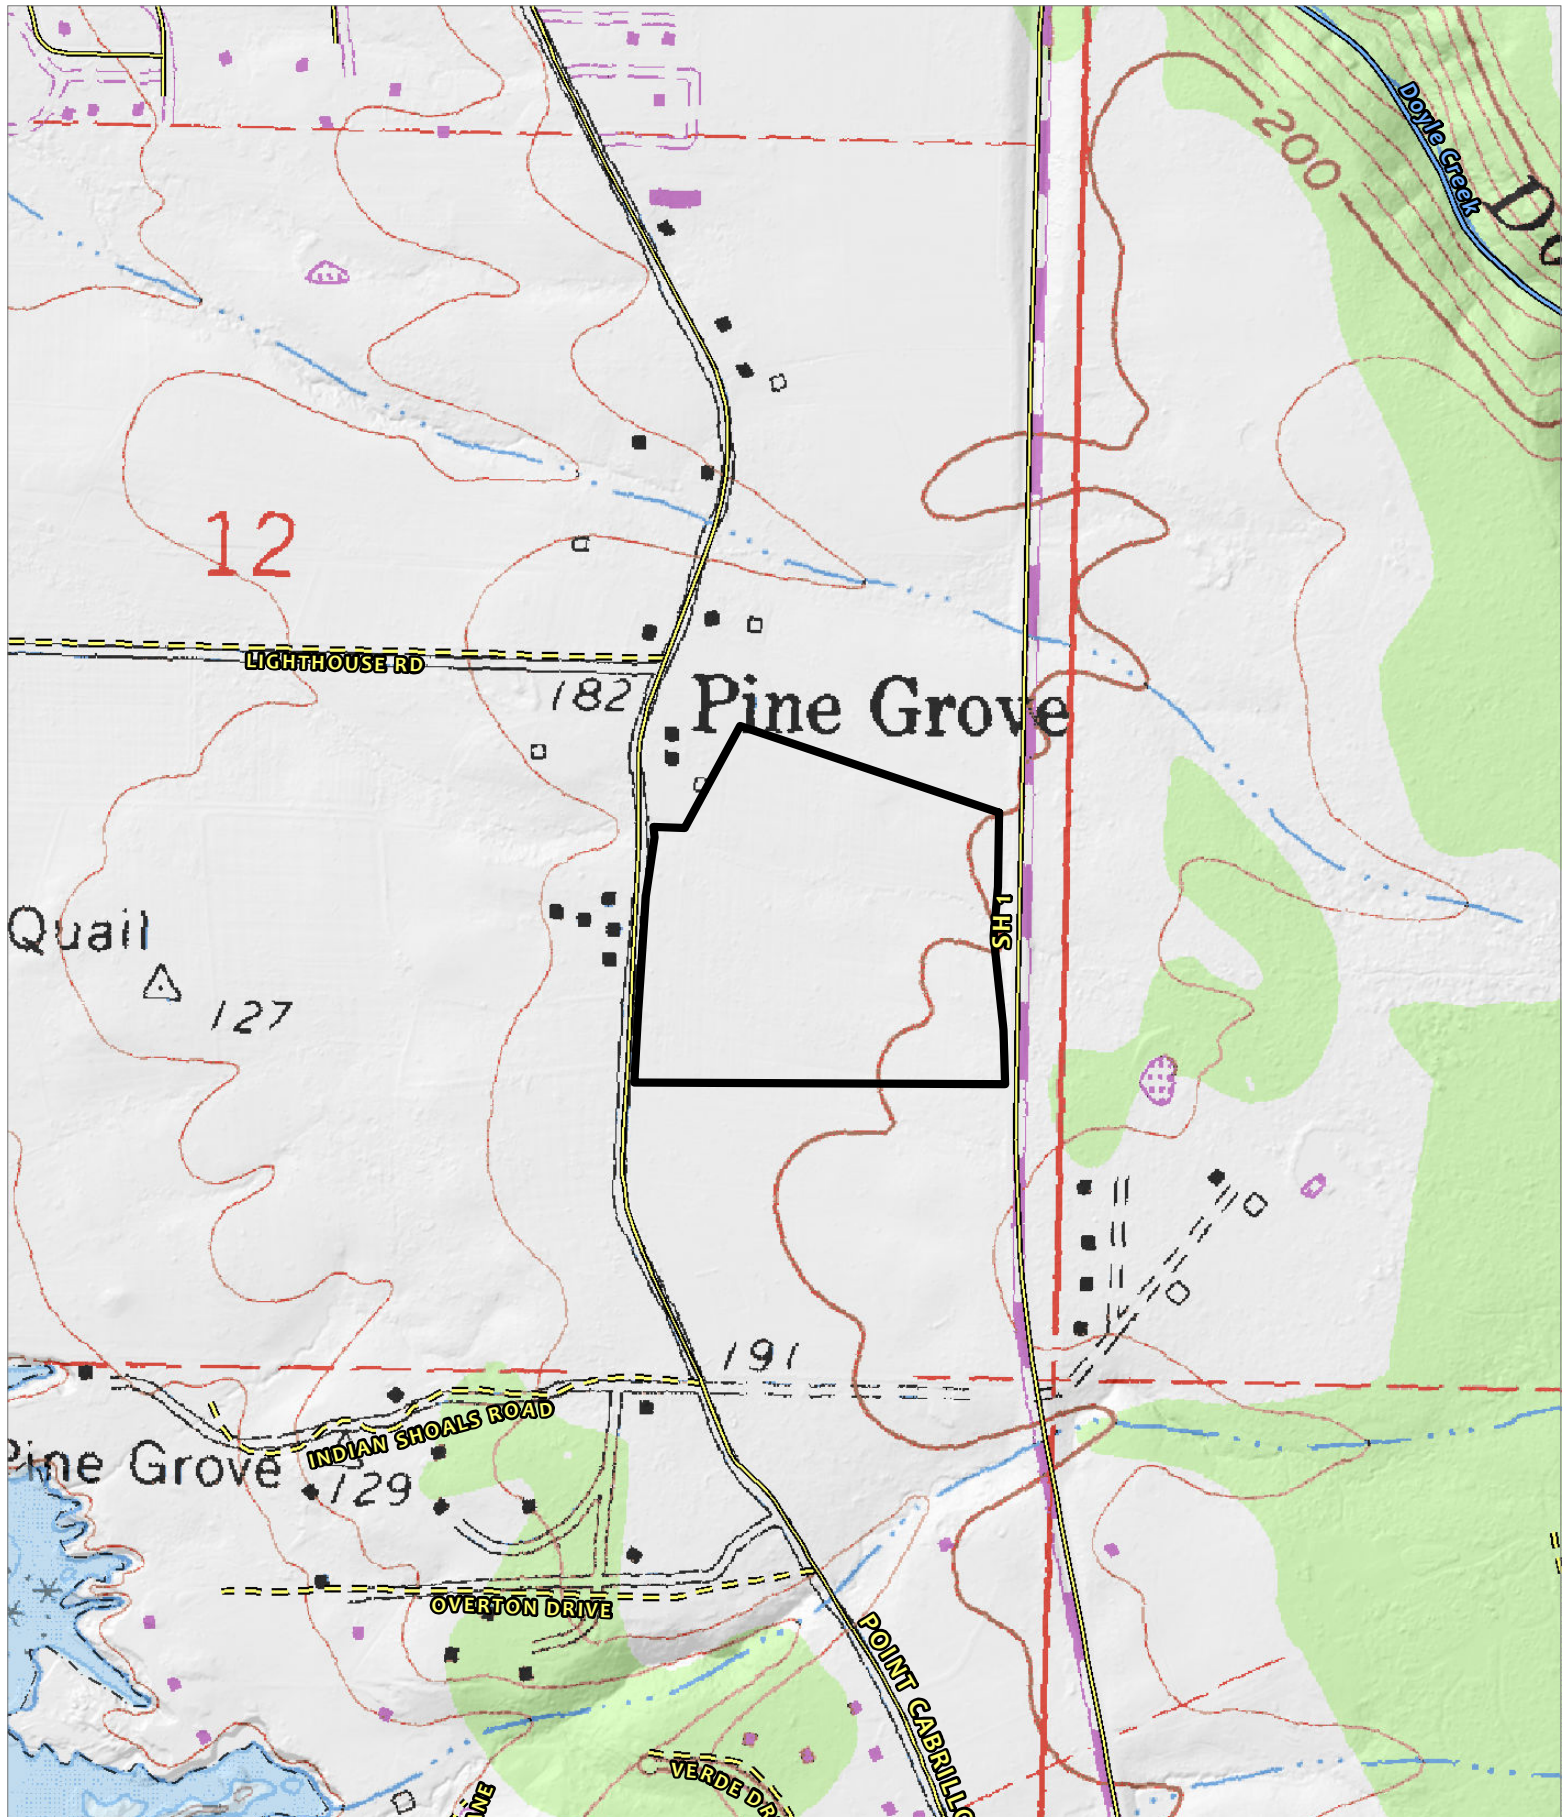 Doyle Creek
200
12
LIGHTHOUSE RD
182
Pine Grove
SH 1
Quail
127
191
INDIAN SHOALS ROAD
Pine Grove
129
OVERTON DRIVE
POINT CABRILLO
VERDE DR